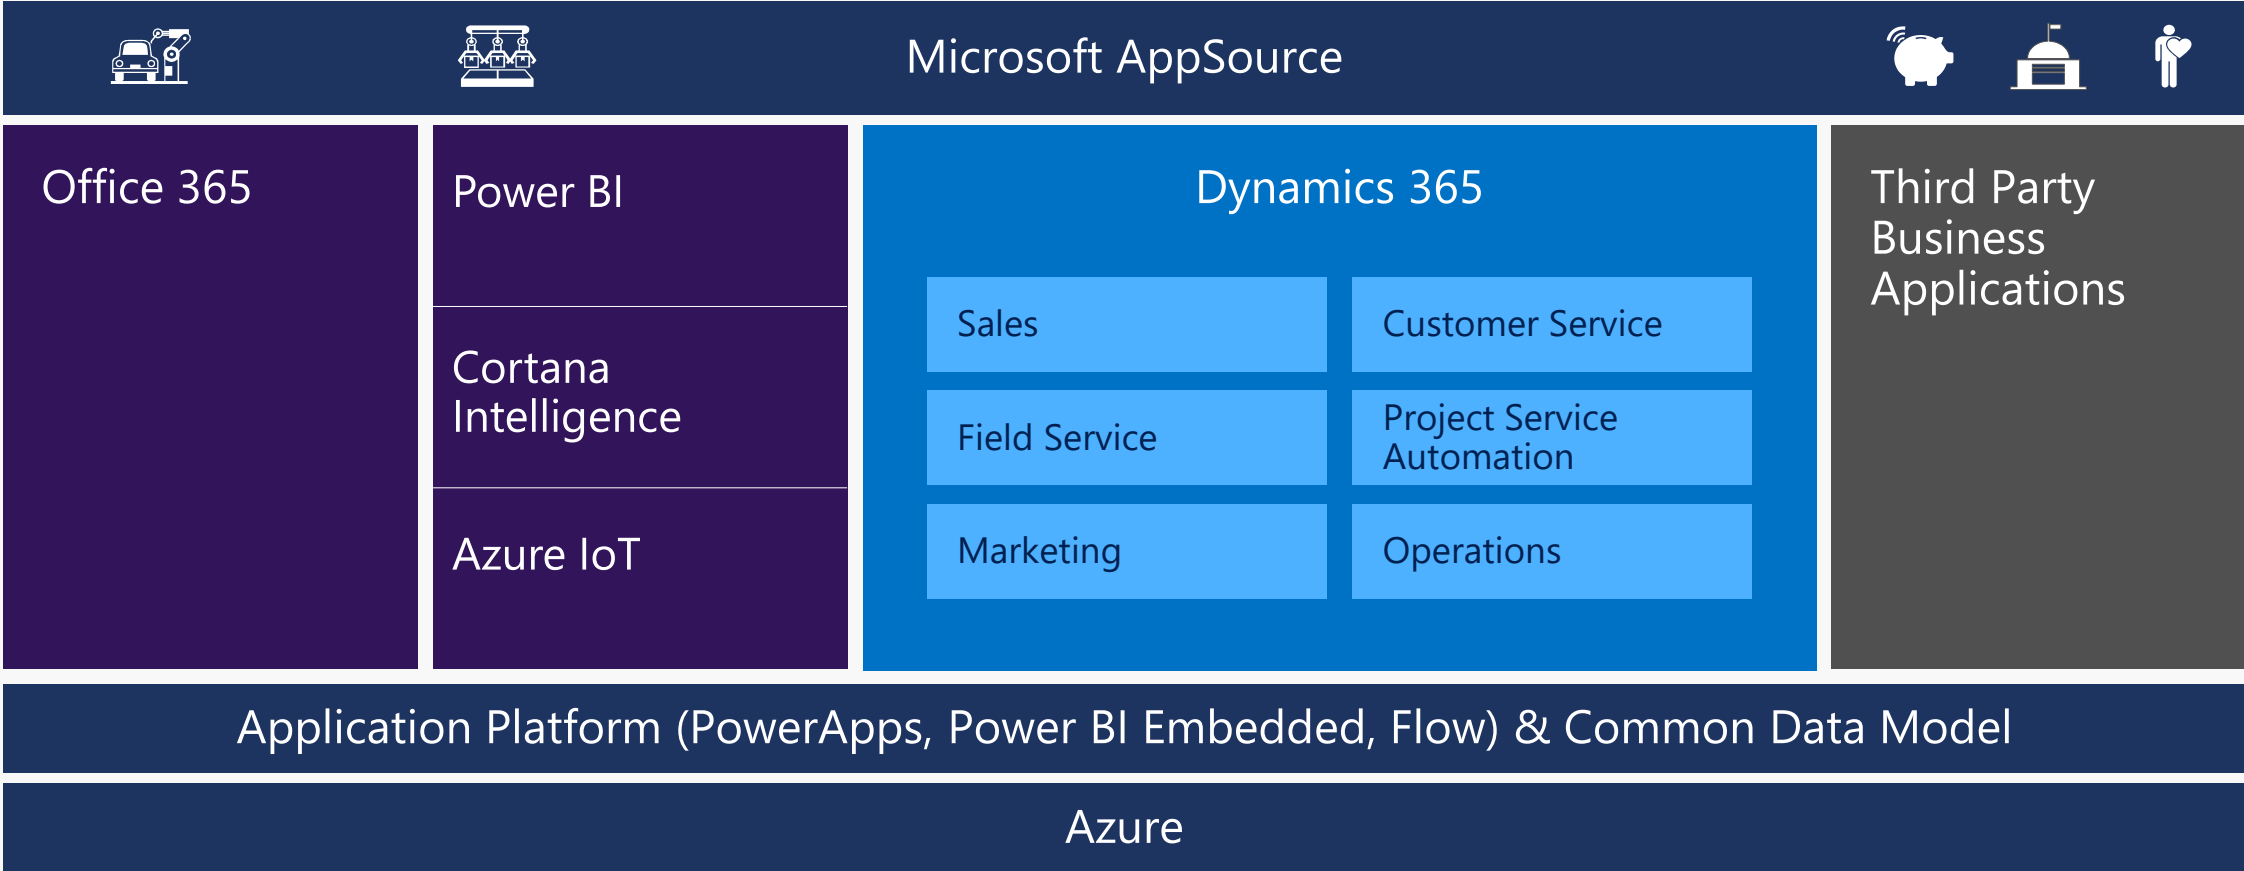 Microsoft AppSource
Office 365
Power BI
Cortana
Intelligence
Azure IoT
Dynamics 365
Sales
Customer Service
Field Service
Project Service
Automation
Marketing
Operations
Third Party
Business
Applications
Application Platform (PowerApps, Power BI Embedded, Flow) & Common Data Model
Azure